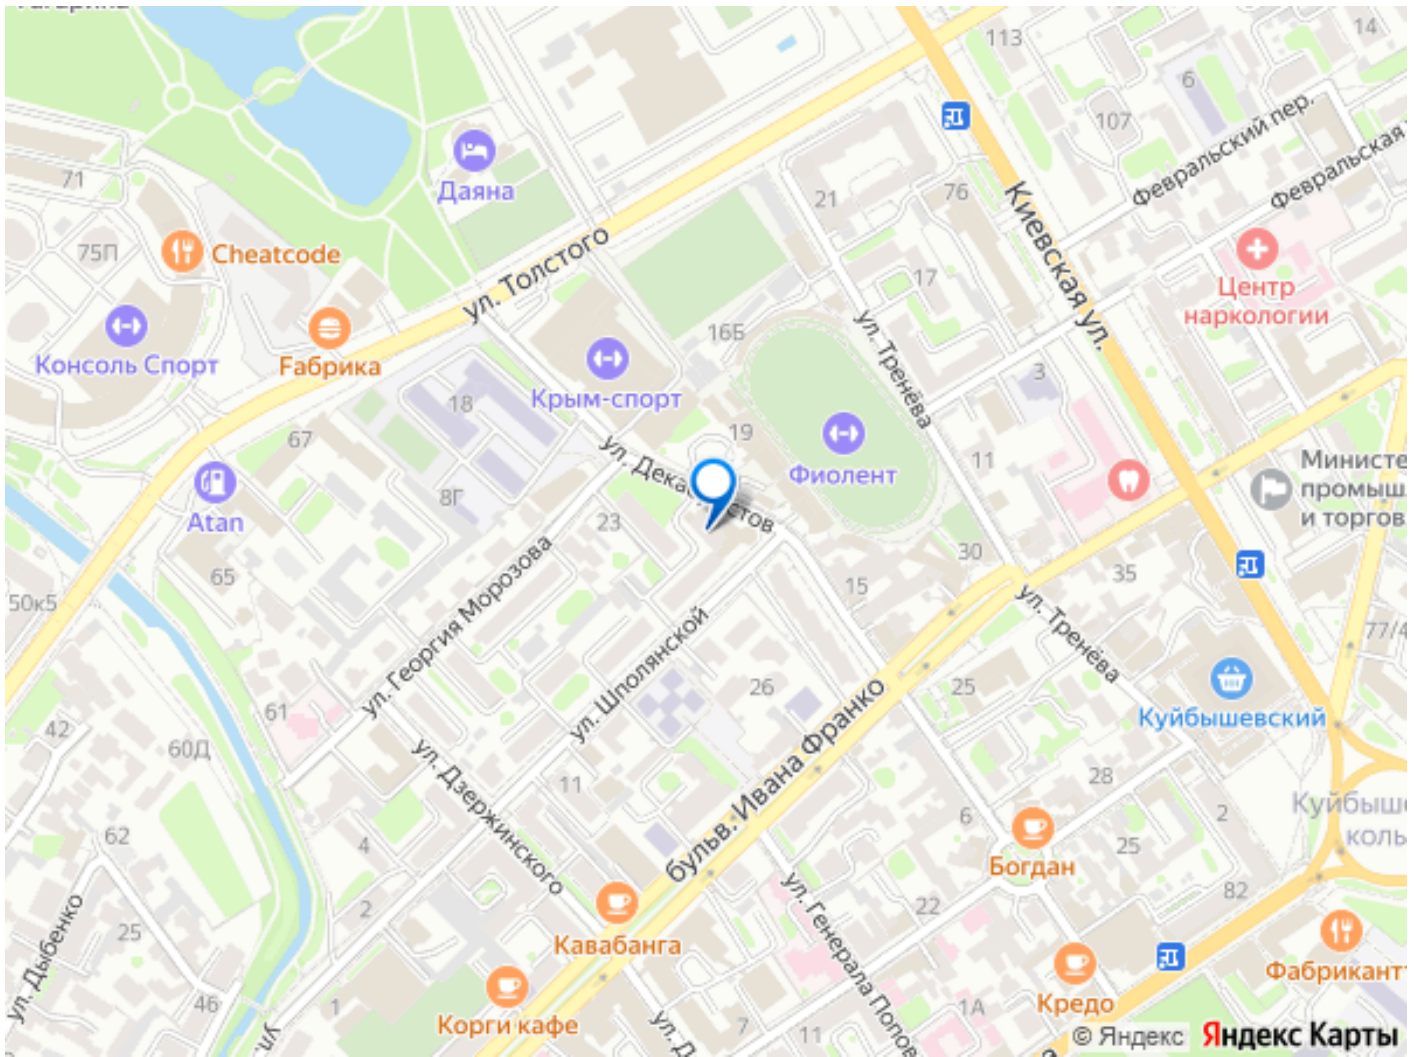 113
14
6
107
Февральский пер.
Февральская
71
Даяна
21
76
Киевская ул.
75П
Cheatcode
ул. Толстого
17
Центр
наркологии
Консоль Спорт
Fабрика
16Б
ул. Тренёва
3
Крым-спорт
18
67
19
ул. Дека
стов
Фиолент
11
Министе
промыш.
и торгов
8Г
23
Atan
65
50к5
ул. Георгия Морозова
30
15
35
ул. Тренёва
77/4
ул. Шполянской
26
25
Куйбышевский
61
42
60Д
ул. Дзержинского
бульв. Ивана Франко
11
28
2
6
Куйбыше
коль
62
4
Богдан
25
82
2
22
ул. Генерала Попов
Кавабанга
25
ул. Дыбенко
Фабрикант
46
1
Корги кафе
ул. Д
7
11
1А
Кредо
ул.
© Яндекс
Яндекс Карты